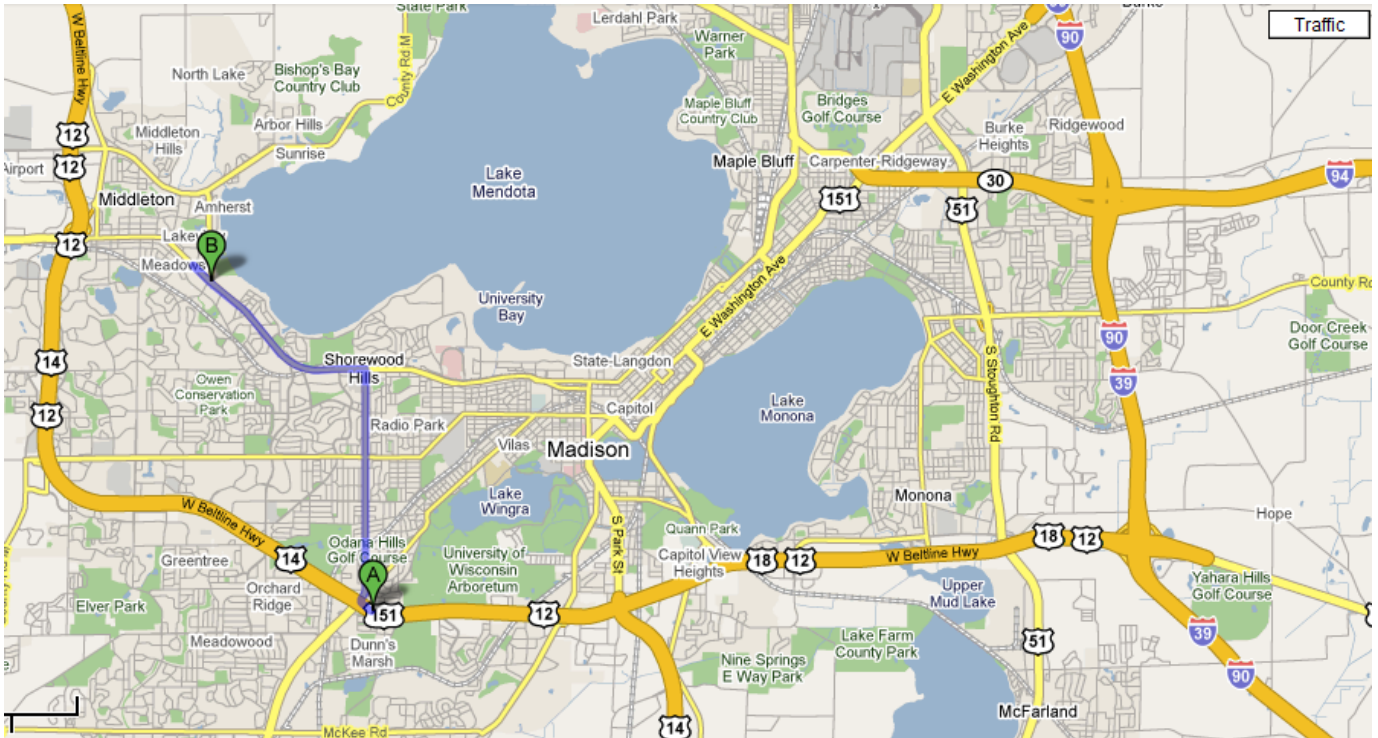 State Park
Lerdahl Park
Burke
Traffic
W Beltline Hwy
90
Warner
Park
North Lake
Bishop's Bay
Country Club
County Rd M
E Washington Ave
Maple Bluff
Country Club
Bridges
Golf Course
12
Middleton
Hills
Arbor Hills
Burke
Heights
Ridgewood
Sunrise
12
Airport
Maple Bluff
Carpenter-Ridgeway
Lake
Mendota
30
94
Middleton
Amherst
151
51
12
B
Meadows
County Rd
University
Bay
E Washington Ave
Door Creek
Golf Course
90
14
Shorewood
Hills
State-Langdon
S Stoughton Rd
39
Owen
Conservation
Park
12
Capitol
Lake
Monona
Radio Park
Vilas
Madison
Lake
Wingra
Monona
W Beltline Hwy
Hope
Quann Park
S Park St
Odana Hills
Golf Course
18
12
14
Greentree
University of
Wisconsin
Arboretum
Capitol View
Heights
18
12
W Beltline Hwy
A
Orchard
Ridge
Upper
Mud Lake
Yahara Hills
Golf Course
Elver Park
151
12
39
Meadowood
Dunn's
Marsh
Lake Farm
County Park
51
Nine Springs
E Way Park
90
McFarland
14
McKee Rd